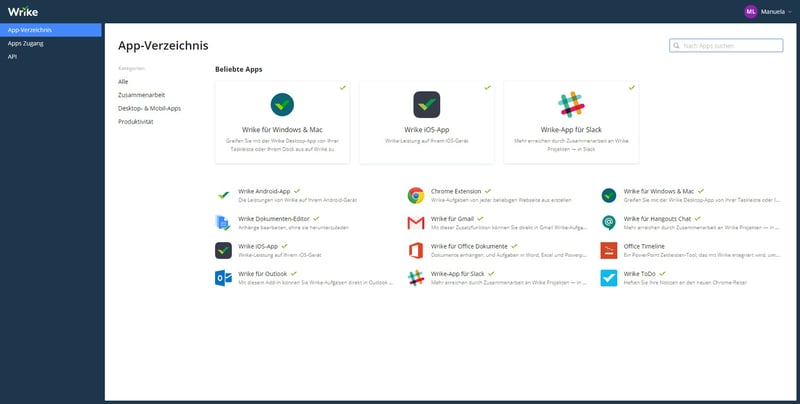 Wrike
ML Manuela
App-Verzeichnis
Apps Zugang
API
App-Verzeichnis
Nach Apps suchen
Kategorien
Alle
Zusammenarbeit
Desktop- & Mobil-Apps
Produktivität
Beliebte Apps
Wrike für Windows & Mac
Greifen Sie mit der Wrike Desktop-App von Ihrer
Taskleiste oder Ihrem Dock aus auf Wrike zu
Wrike iOS-App
Wrike-Leistung auf Ihrem iOS-Gerät
Wrike-App für Slack
Mehr erreichen durch Zusammenarbeit an Wrike
Projekten — in Slack
Wrike Android-App
Die Leistungen von Wrike auf Ihrem Android-Gerät
Chrome Extension
Wrike-Aufgaben von jeder beliebigen Webseite aus erstellen
Wrike für Windows & Mac
Greifen Sie mit der Wrike Desktop-App von Ihrer Taskleiste oder I...
Wrike Dokumenten-Editor
Anhänge bearbeiten, ohne sie herunterzuladen
Wrike für Gmail
Mit dieser Zusatzfunktion können Sie direkt in Gmail Wrike-Aufga...
Wrike für Hangouts Chat
Mehr erreichen durch Zusammenarbeit an Wrike Projekten — in ...
Wrike iOS-App
Wrike-Leistung auf Ihrem iOS-Gerät
Wrike für Office Dokumente
Dokumente anhängen, und Aufgaben in Word, Excel und Powerp...
Office Timeline
Ein PowerPoint Zeitleisten-Tool, das mit Wrike integriert wird, um...
Wrike für Outlook
Mit diesem Add-in können Sie Wrike-Aufgaben direkt in Outlook ...
Wrike-App für Slack
Mehr erreichen durch Zusammenarbeit an Wrike Projekten — in ...
Wrike ToDo
Heften Sie Ihre Notizen an den neuen Chrome-Reiter